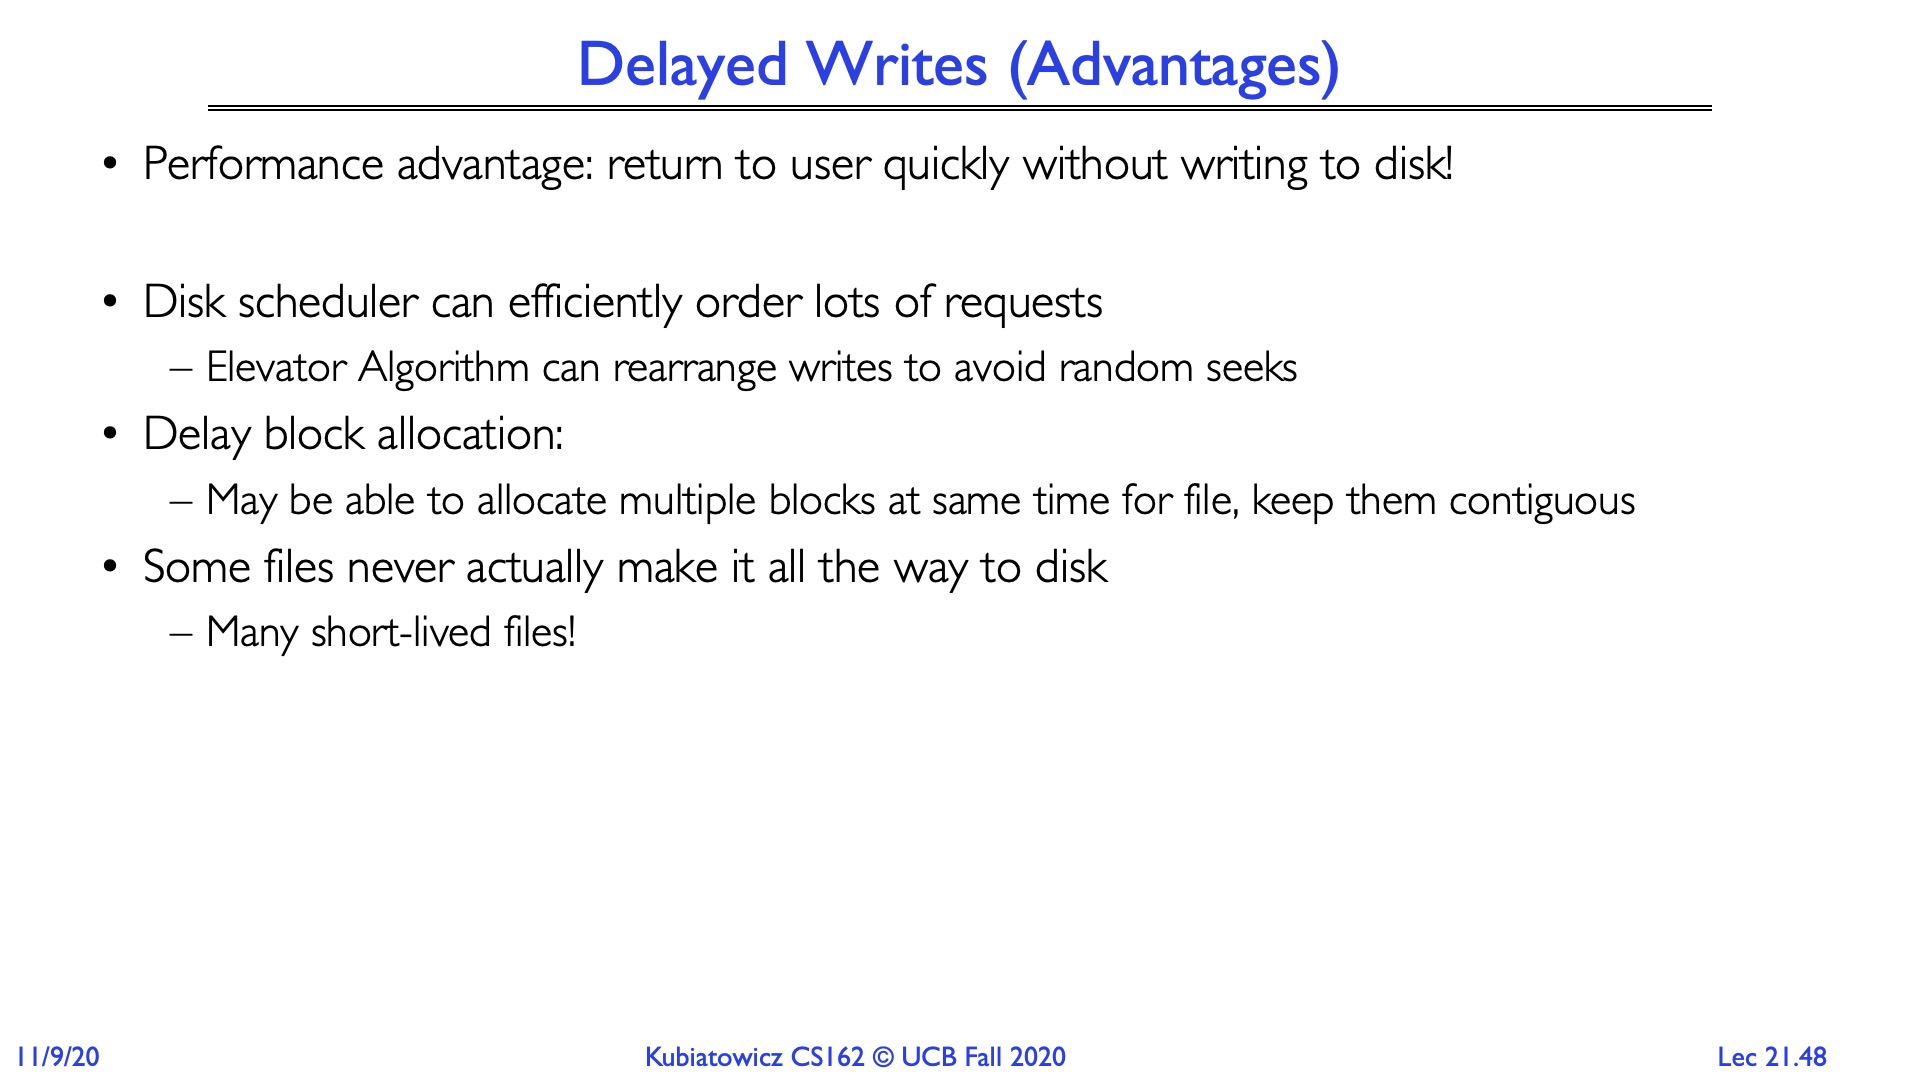 Delayed Writes (Advantages)
• Performance advantage: return to user quickly without writing to disk!
• Disk scheduler can efficiently order lots of requests
– Elevator Algorithm can rearrange writes to avoid random seeks
• Delay block allocation:
– May be able to allocate multiple blocks at same time for file, keep them contiguous
• Some files never actually make it all the way to disk
– Many short-lived files!
11/9/20
Kubiatowicz CS162 © UCB Fall 2020
Lec 21.48